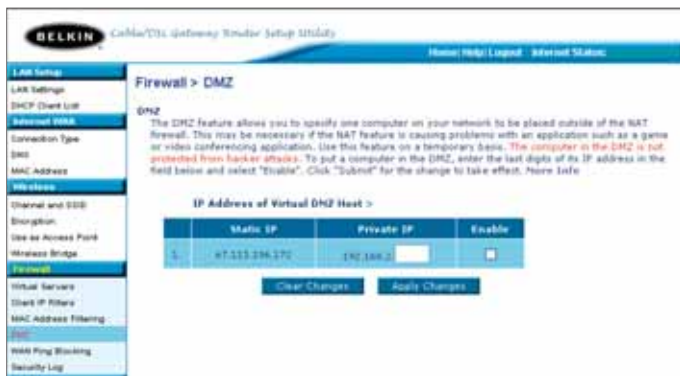 BELKIN
Cable/DSL Gateway Router Setup Utility
Home| Help| Logout Internet Status:
LAN Setup
LAN Settings
DHCP Client List
Internet WAN
Connection Type
DNS
MAC Address
Wireless
Channel and SSID
Encryption
Use as Access Point
Wireless Bridge
Firewall
Virtual Servers
Client IP Filters
MAC Address Filtering
DMZ
WAN Ping Blocking
Security Log
Firewall > DMZ
DMZ
The DMZ feature allows you to specify one computer on your network to be placed outside of the NAT
firewall. This may be necessary if the NAT feature is causing problems with an application such as a game
or video conferencing application. Use this feature on a temporary basis. The computer in the DMZ is not
protected from hacker attacks. To put a computer in the DMZ, enter the last digits of its IP address in the
field below and select "Enable". Click "Submit" for the change to take effect. More Info
IP Address of Virtual DMZ Host >
Static IP Private IP Enable
1. 192.168.2.
Clear Changes Apply Changes